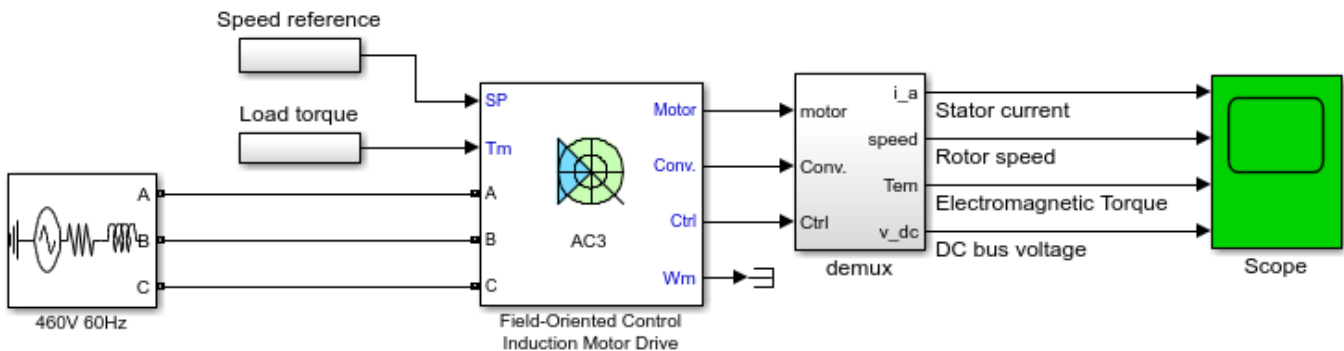 Speed reference
Load torque
A
B
C
460V 60Hz
SP
Tm
A
B
C
AC3
Motor
Conv.
Ctrl
Wm
Field-Oriented Control
Induction Motor Drive
motor
Conv.
Ctrl
i_a
speed
Tem
v_dc
demux
Stator current
Rotor speed
Electromagnetic Torque
DC bus voltage
Scope